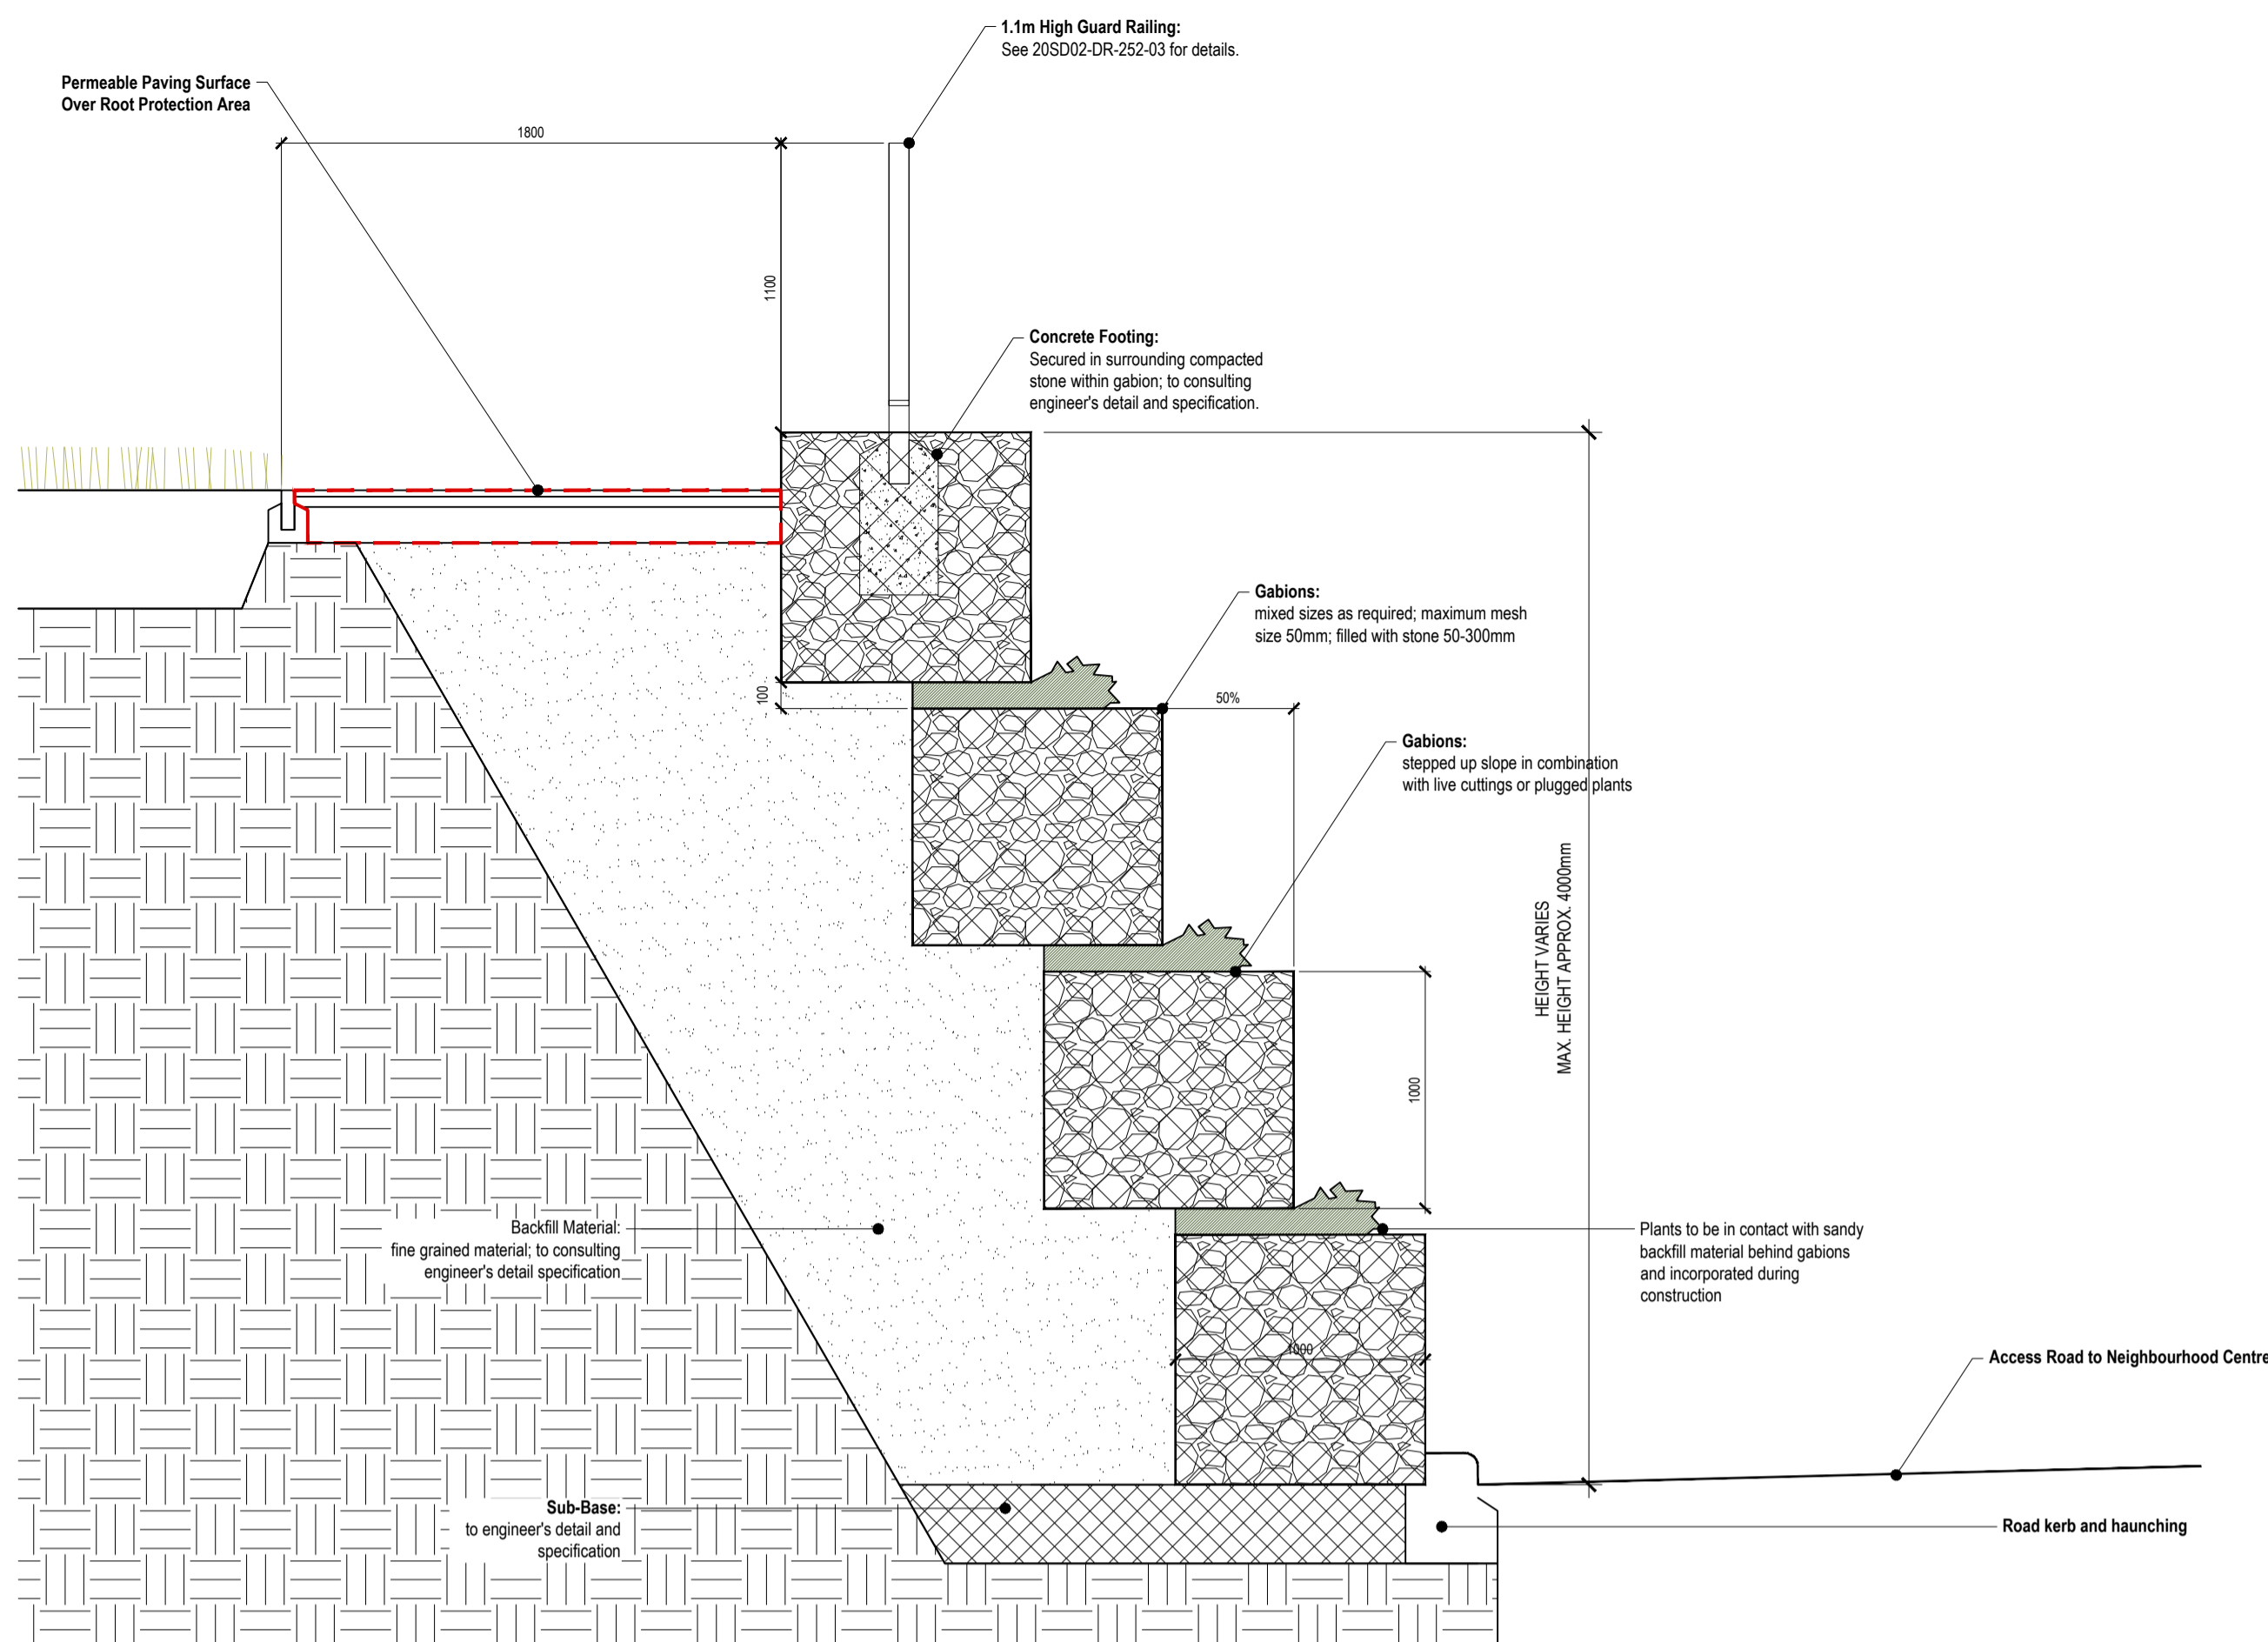 1.1m High Guard Railing:
See 20SD02-DR-252-03 for details.
Permeable Paving Surface
Over Root Protection Area
1800
1100
Concrete Footing:
Secured in surrounding compacted
stone within gabion; to consulting
engineer's detail and specification.
Gabions:
mixed sizes as required; maximum mesh
size 50mm; filled with stone 50-300mm
100
50%
Gabions:
stepped up slope in combination
with live cuttings or plugged plants
HEIGHT VARIES
MAX. HEIGHT APPROX. 4000mm
1000
Backfill Material:
fine grained material; to consulting
engineer's detail specification
Plants to be in contact with sandy
backfill material behind gabions
and incorporated during
construction
1000
Access Road to Neighbourhood Centre
Sub-Base:
to engineer's detail and
specification
Road kerb and haunching